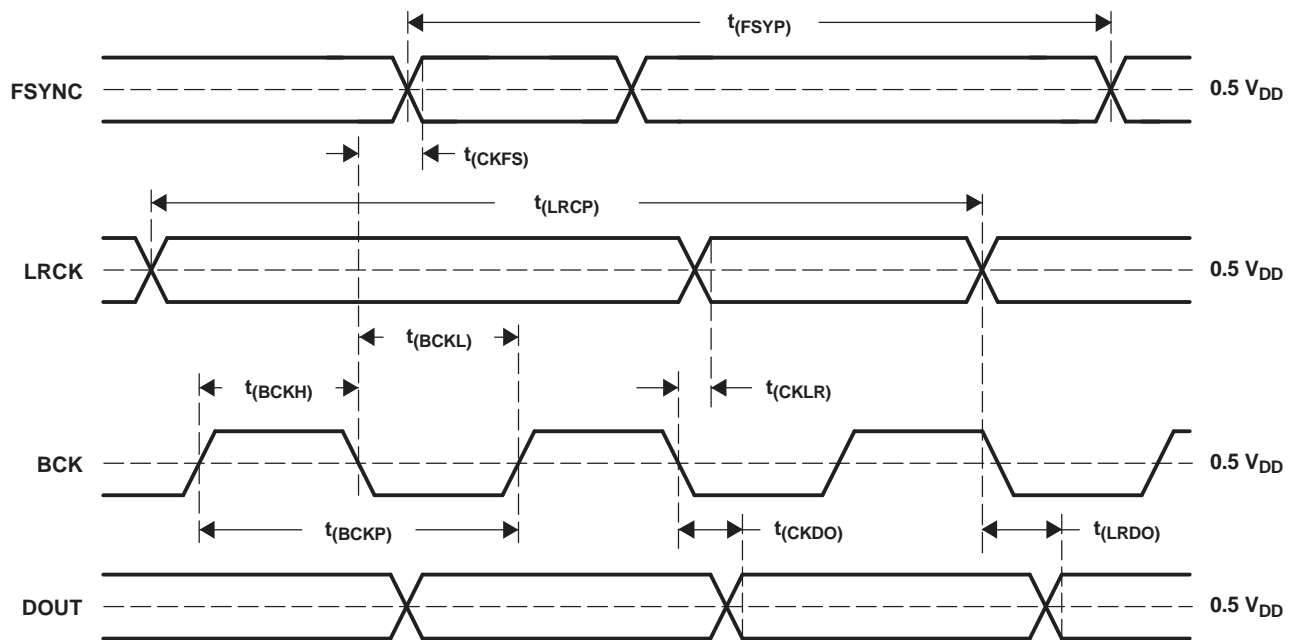 t(FSYP)
FSYNC
0.5 VDD
t(CKFS)
t(LRCP)
LRCK
0.5 VDD
t(BCKL)
t(BCKH)
t(CKLR)
BCK
0.5 VDD
t(BCKP)
t(CKDO)
t(LRDO)
DOUT
0.5 VDD